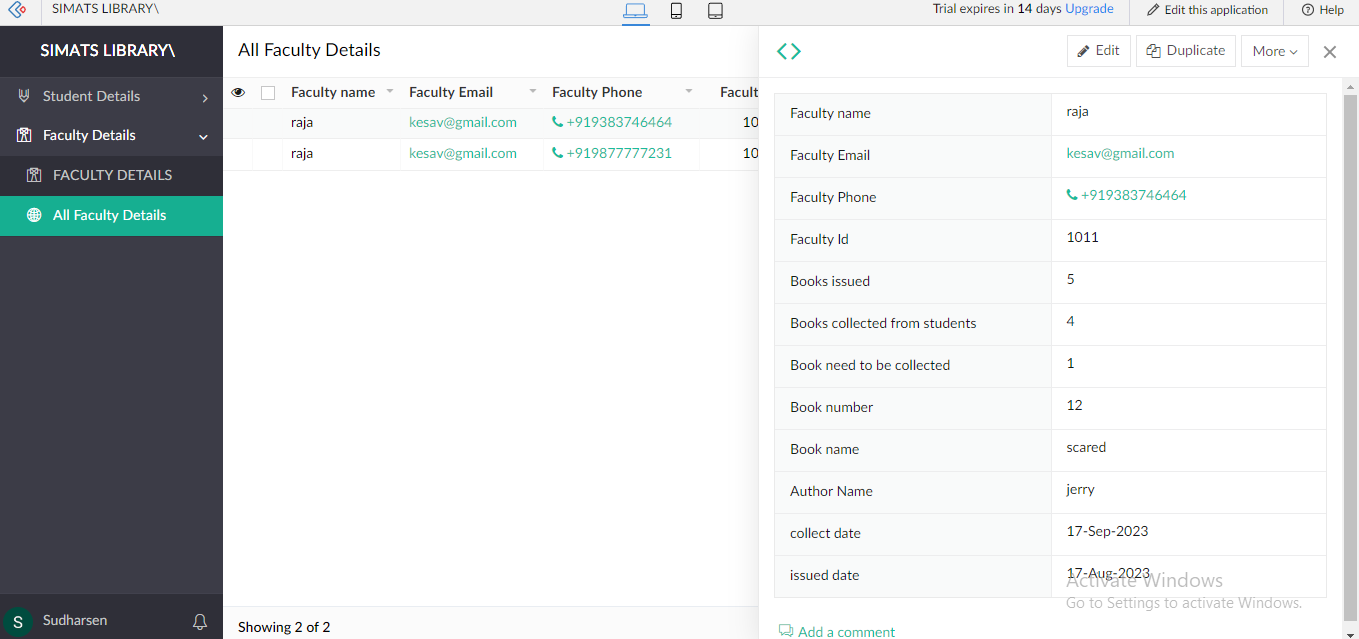 SIMATS LIBRARY\
Trial expires in 14 days Upgrade
Edit this application
Help
SIMATS LIBRARY\
Student Details
Faculty Details
FACULTY DETAILS
All Faculty Details
Sudharsen
S
All Faculty Details
Faculty name Faculty Email Faculty Phone Facult
raja kesav@gmail.com +919383746464 10
raja kesav@gmail.com +919877777231 10
Showing 2 of 2
Edit Duplicate More
Faculty name raja
Faculty Email kesav@gmail.com
Faculty Phone +919383746464
Faculty Id 1011
Books issued 5
Books collected from students 4
Book need to be collected 1
Book number 12
Book name scared
Author Name jerry
collect date 17-Sep-2023
issued date 17-Aug-2023
Activate Windows
Go to Settings to activate Windows.
Add a comment